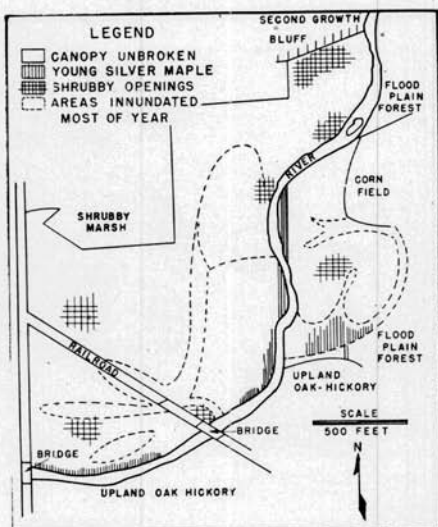 LEGEND
CANOPY UNBROKEN
YOUNG SILVER MAPLE
SHRUBBY OPENINGS
AREAS INNUNDATED
MOST OF YEAR
SECOND GROWTH
BLUFF
FLOOD
PLAIN
FOREST
RIVER
CORN
FIELD
SHRUBBY
MARSH
RAILROAD
FLOOD
PLAIN
FOREST
UPLAND
OAK-HICKORY
SCALE
500 FEET
BRIDGE
N
BRIDGE
UPLAND OAK HICKORY